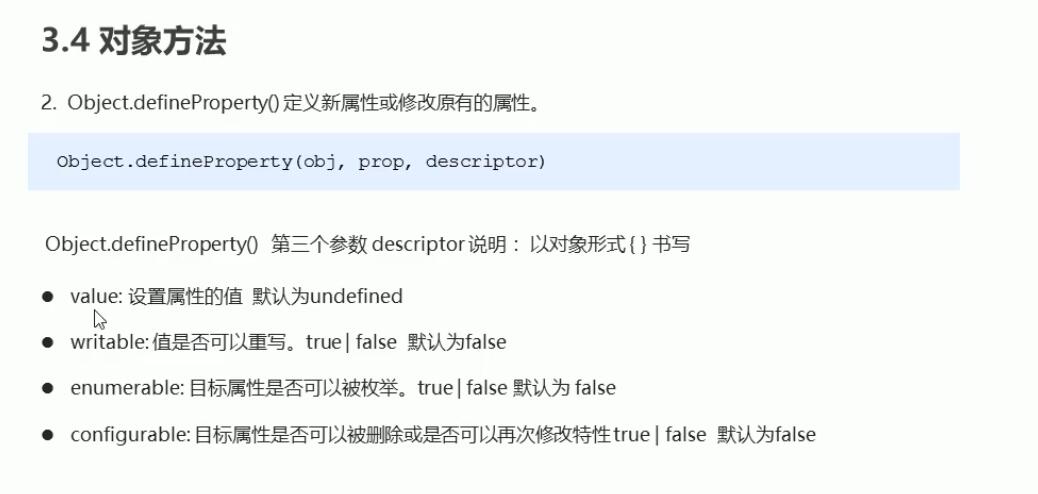 3.4 对象方法
2. Object.defineProperty() 定义新属性或修改原有的属性。
Object.defineProperty(obj, prop, descriptor)
Object.defineProperty() 第三个参数 descriptor 说明： 以对象形式 { } 书写
● value: 设置属性的值 默认为undefined
● writable: 值是否可以重写。true | false 默认为false
● enumerable: 目标属性是否可以被枚举。true | false 默认为 false
● configurable: 目标属性是否可以被删除或是否可以再次修改特性 true | false 默认为false